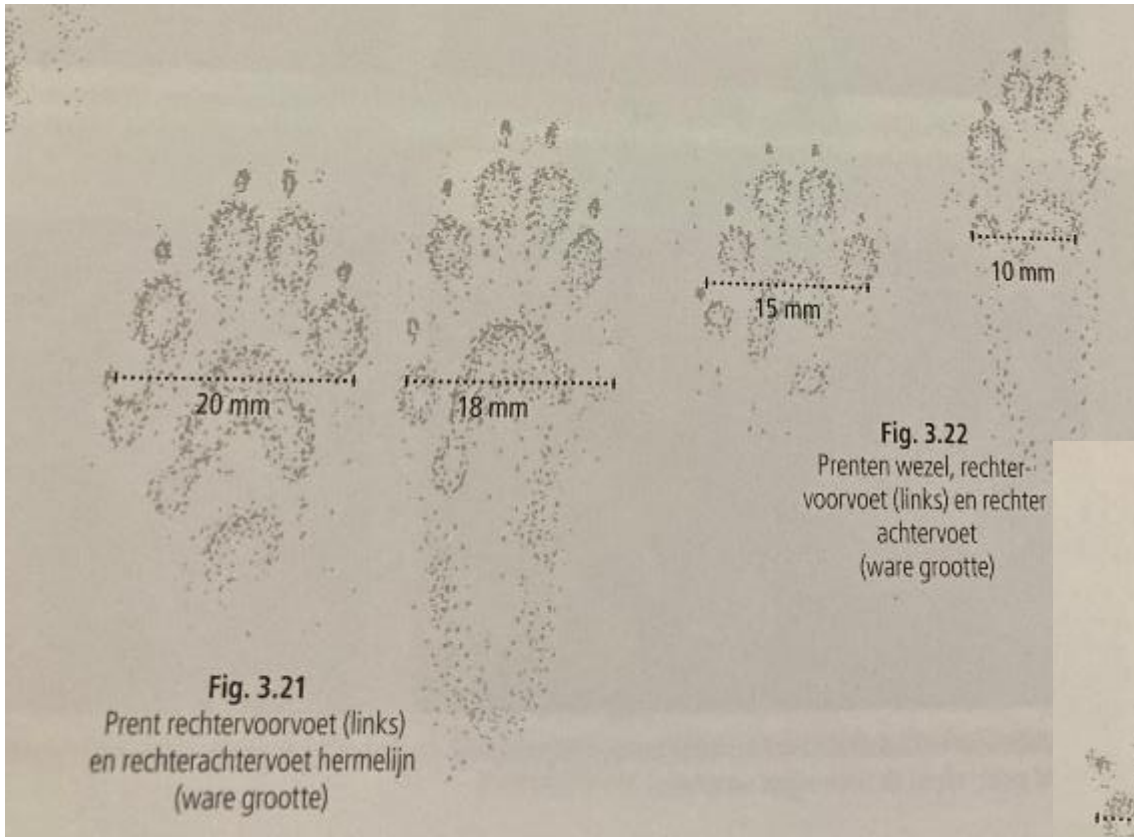 20 mm
18 mm
15 mm
10 mm
Fig. 3.22
Prenten wezel, rechter-
voorvoet (links) en rechter
achtervoet
(ware grootte)
Fig. 3.21
Prent rechtervoorvoet (links)
en rechterachtervoet hermelijn
(ware grootte)